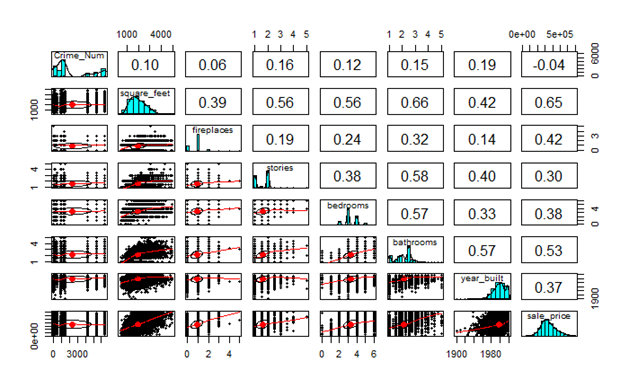 1000 4000 1 2 3 4 5 1 2 3 4 5 0e+00 5e+05
Crime_Num 0.10 0.06 0.16 0.12 0.15 0.19 -0.04 0 6000
1000 square_feet 0.39 0.56 0.56 0.66 0.42 0.65
fireplaces 0.19 0.24 0.32 0.14 0.42 0 3
1 4 stories 0.38 0.58 0.40 0.30
bedrooms 0.57 0.33 0.38 0 4
1 4 bathrooms 0.57 0.53
year_built 0.37 1900
0e+00 sale_price
0 3000 0 2 4 0 1 2 3 4 5 6 1900 1980